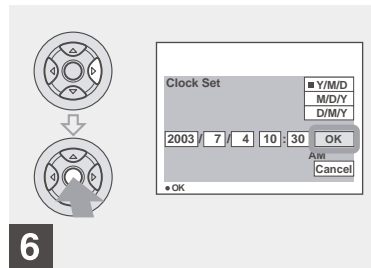 Clock Set
■ Y/M/D
M/D/Y
D/M/Y
2003 / 7 / 4 10 : 30 OK
AM
Cancel
● OK
6